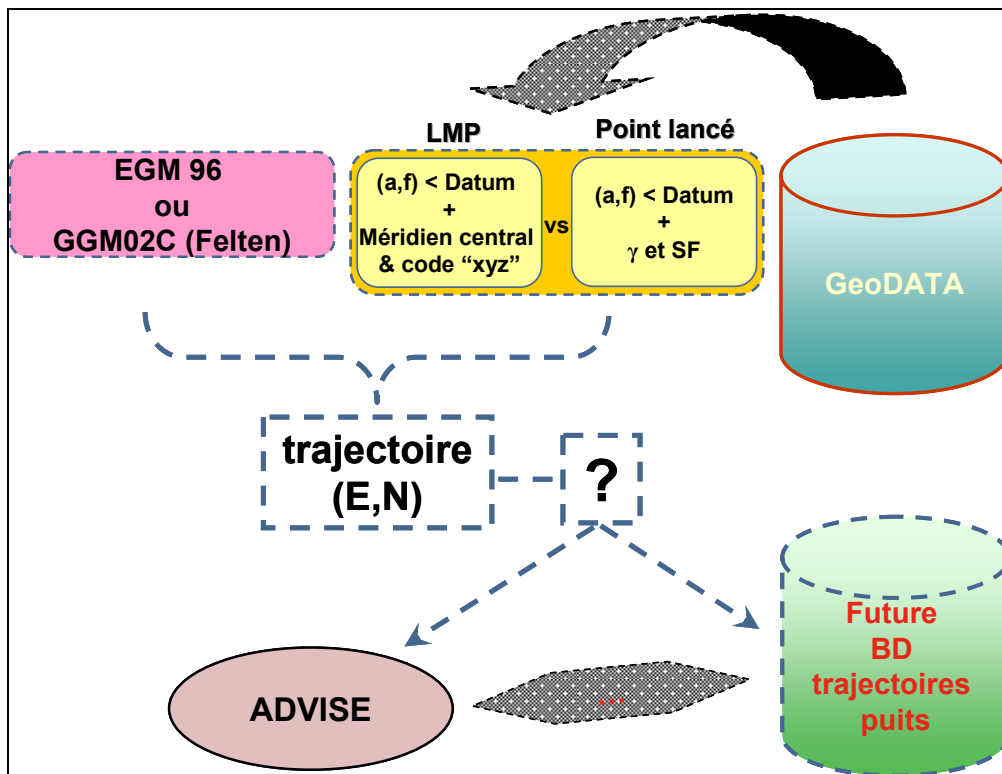 LMP
Point lancé
EGM 96
ou
GGM02C (Felten)
(a,f) < Datum
+
Méridien central
& code “xyz”
vs
(a,f) < Datum
+
γ et SF
GeoDATA
trajectoire
(E,N)
?
Future
BD
trajectoires
puits
ADVISE
...